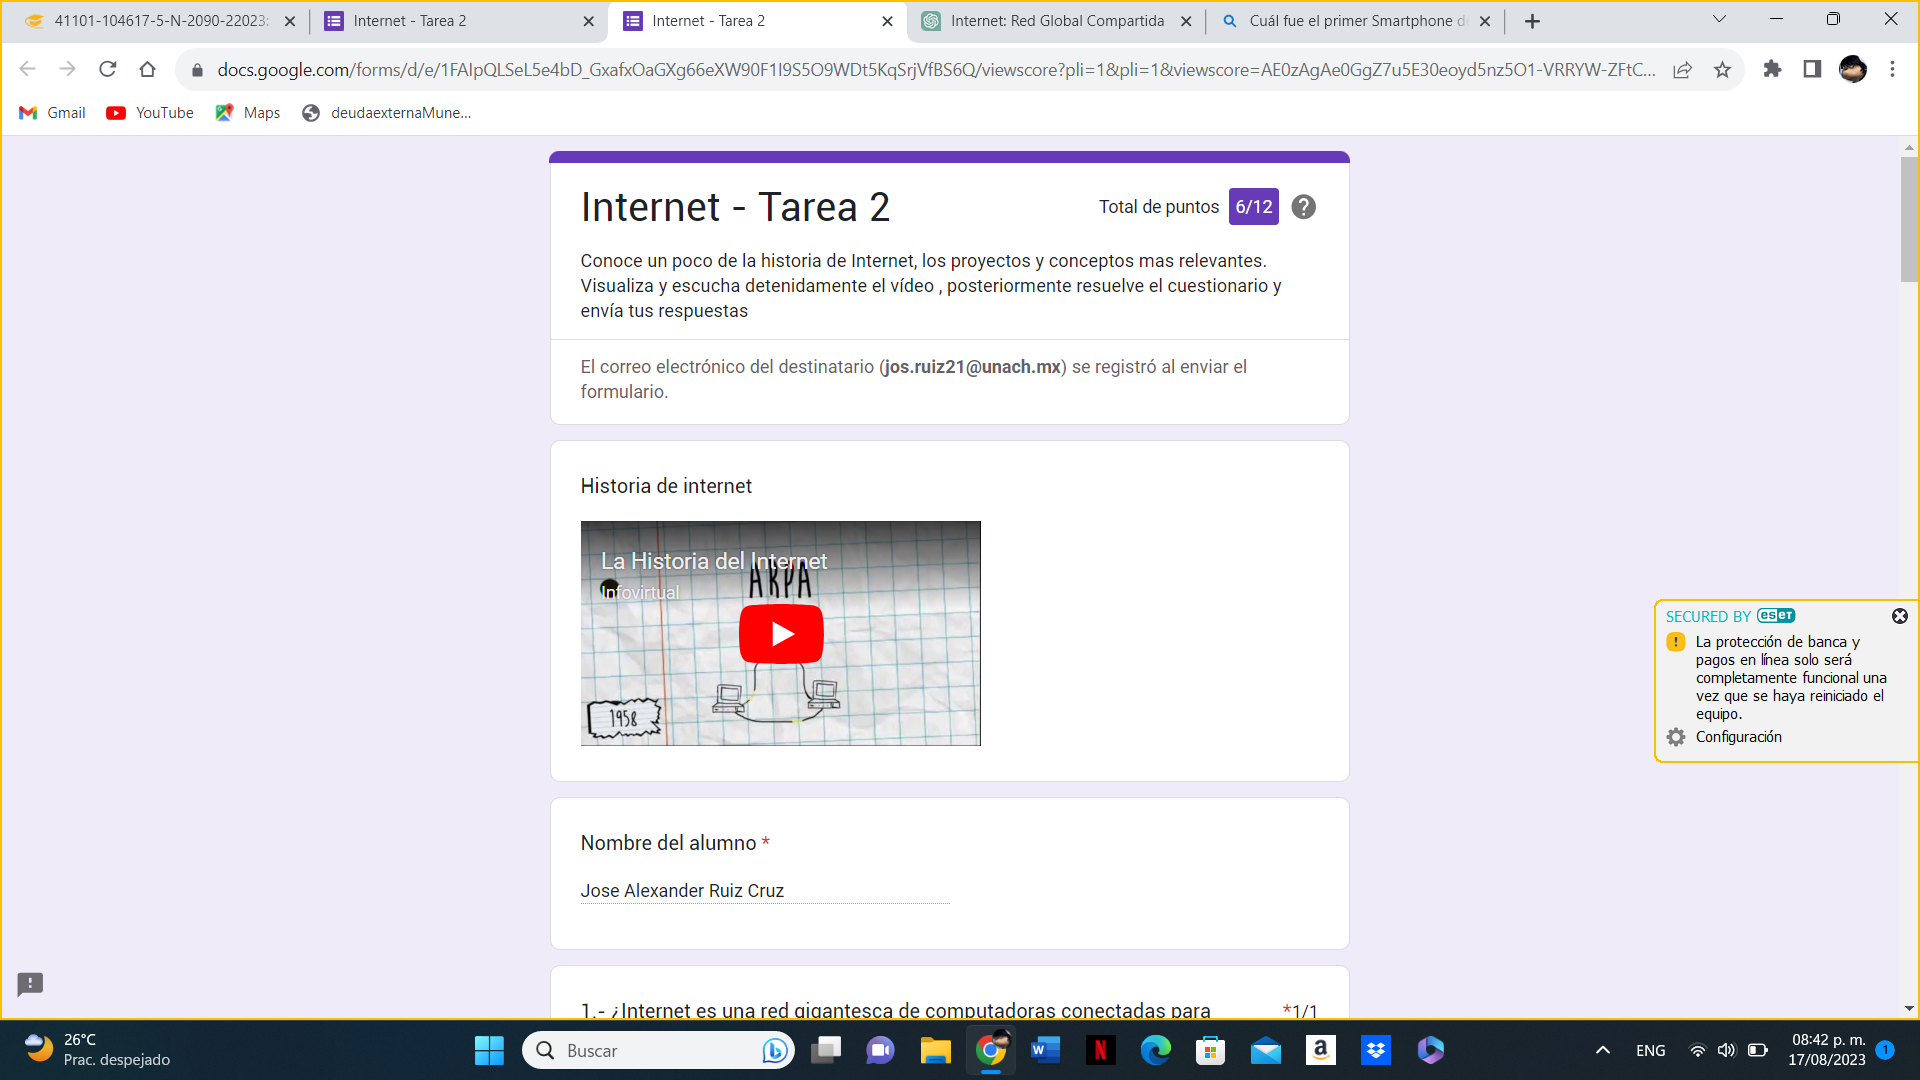 41101-104617-5-N-2090-22023:
Internet - Tarea 2
Internet - Tarea 2
Internet: Red Global Compartida
Cuál fue el primer Smartphone d
docs.google.com/forms/d/e/1FAIpQLSeL5e4bD_GxafxOaGXg66eXW90F1I9S5O9WDt5KqSrjVfBS6Q/viewscore?pli=1&pli=1&viewscore=AE0zAgAe0GgZ7u5E30eoyd5nz5O1-VRRYW-ZFtC...
Gmail
YouTube
Maps
deudaexternaMune...
Internet - Tarea 2
Total de puntos 6/12
Conoce un poco de la historia de Internet, los proyectos y conceptos mas relevantes.
Visualiza y escucha detenidamente el vídeo , posteriormente resuelve el cuestionario y
envía tus respuestas
El correo electrónico del destinatario (jos.ruiz21@unach.mx) se registró al enviar el
formulario.
Historia de internet
La Historia del Internet
Infovirtual
ARPA
1958
Nombre del alumno *
Jose Alexander Ruiz Cruz
1.- ¿Internet es una red gigantesca de computadoras conectadas para
*1/1
SECURED BY eset
La protección de banca y
pagos en línea solo será
completamente funcional una
vez que se haya reiniciado el
equipo.
Configuración
26°C
Prac. despejado
Buscar
ENG
08:42 p. m.
17/08/2023
1